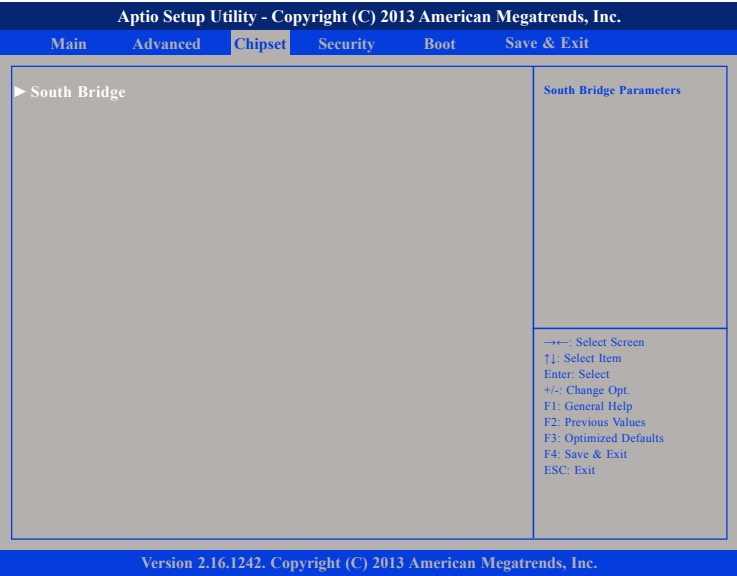 Aptio Setup Utility - Copyright (C) 2013 American Megatrends, Inc.
Main Advanced Chipset Security Boot Save & Exit
► South Bridge
South Bridge Parameters
→←: Select Screen
↑↓: Select Item
Enter: Select
+/-: Change Opt.
F1: General Help
F2: Previous Values
F3: Optimized Defaults
F4: Save & Exit
ESC: Exit
Version 2.16.1242. Copyright (C) 2013 American Megatrends, Inc.